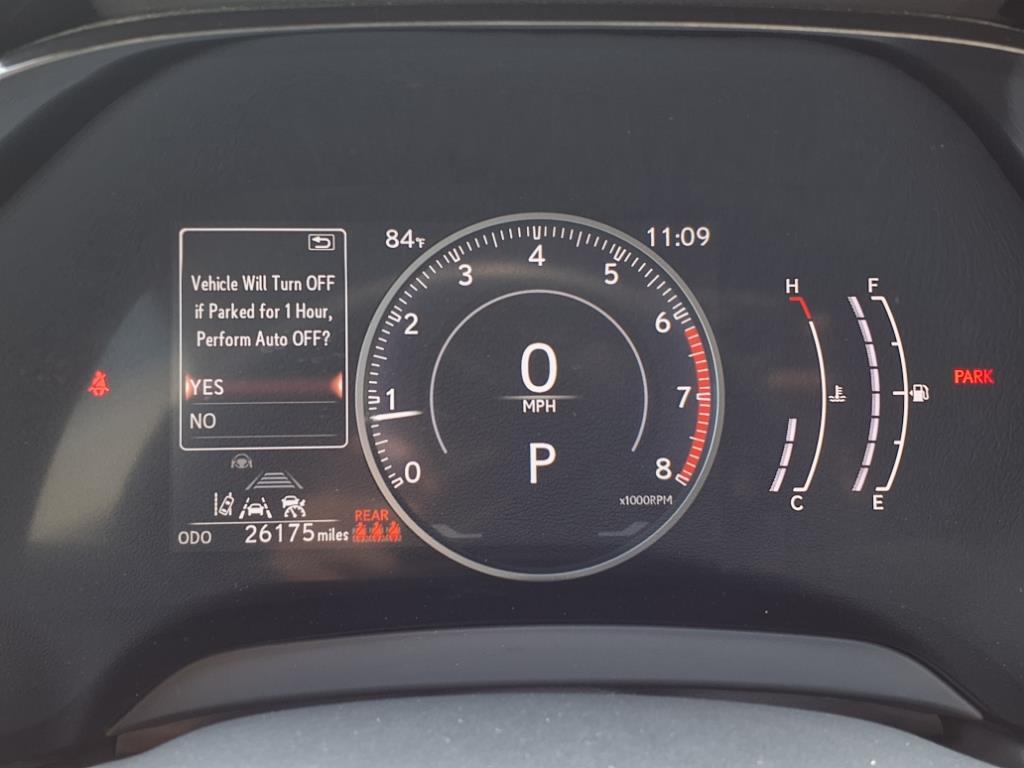 84°F
11:09
Vehicle Will Turn OFF
if Parked for 1 Hour,
Perform Auto OFF?
YES
NO
0
1
2
3
4
5
6
7
8
x1000RPM
0
MPH
P
H
C
F
E
PARK
REAR
ODO 26175 miles